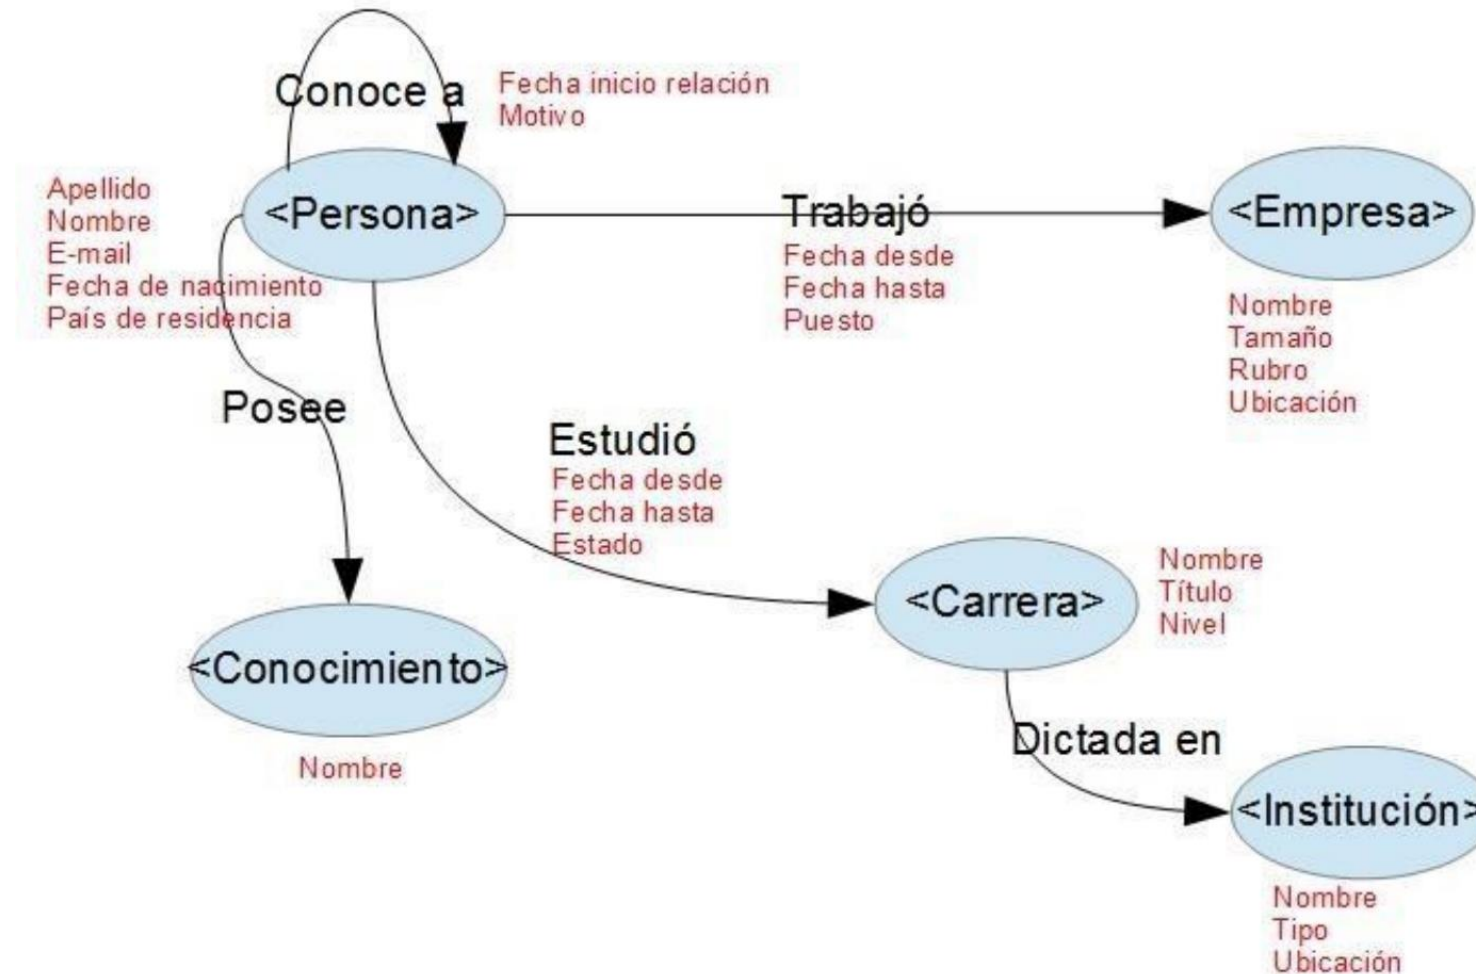 Conoce a
Fecha inicio relación
Motivo
Apellido
Nombre
E-mail
Fecha de nacimiento
País de residencia
<Persona>
Trabajó
Fecha desde
Fecha hasta
Puesto
<Empresa>
Nombre
Tamaño
Rubro
Ubicación
Posee
Estudió
Fecha desde
Fecha hasta
Estado
<Conocimiento>
Nombre
<Carrera>
Nombre
Título
Nivel
Dictada en
<Institución>
Nombre
Tipo
Ubicación